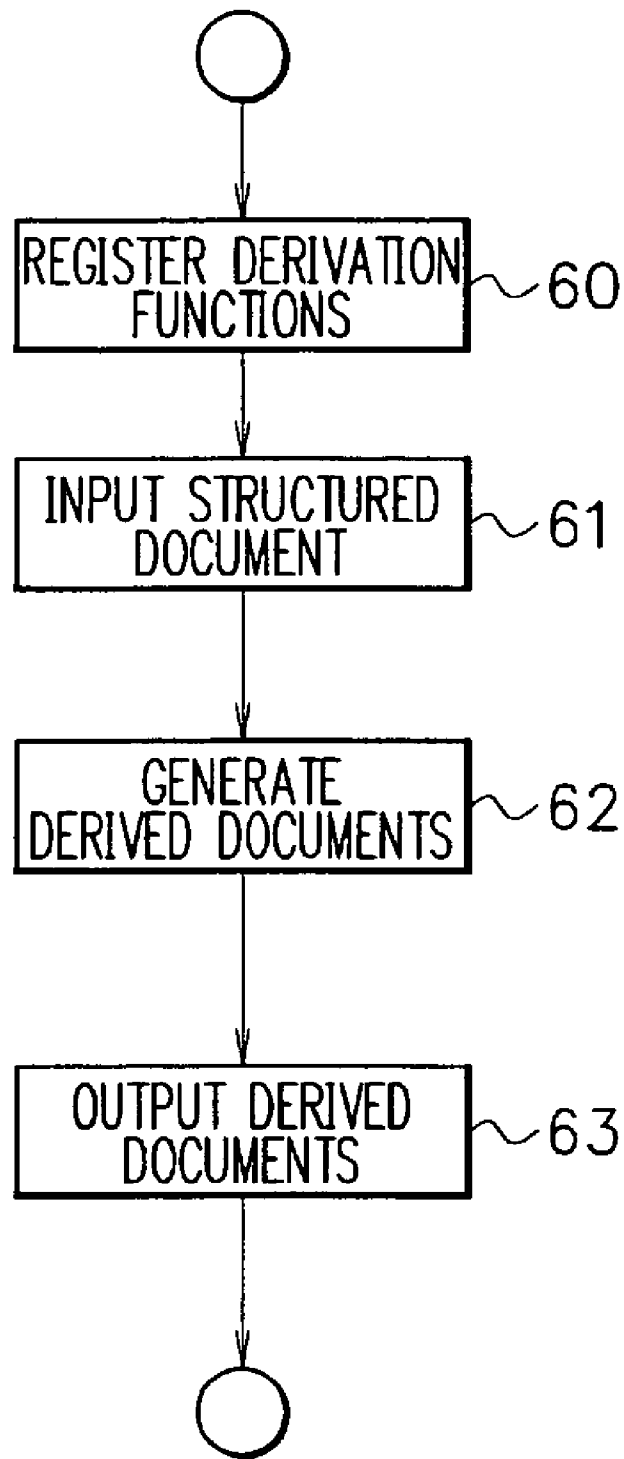 REGISTER DERIVATION
FUNCTIONS
60
INPUT STRUCTURED
DOCUMENT
61
GENERATE
DERIVED DOCUMENTS
62
OUTPUT DERIVED
DOCUMENTS
63